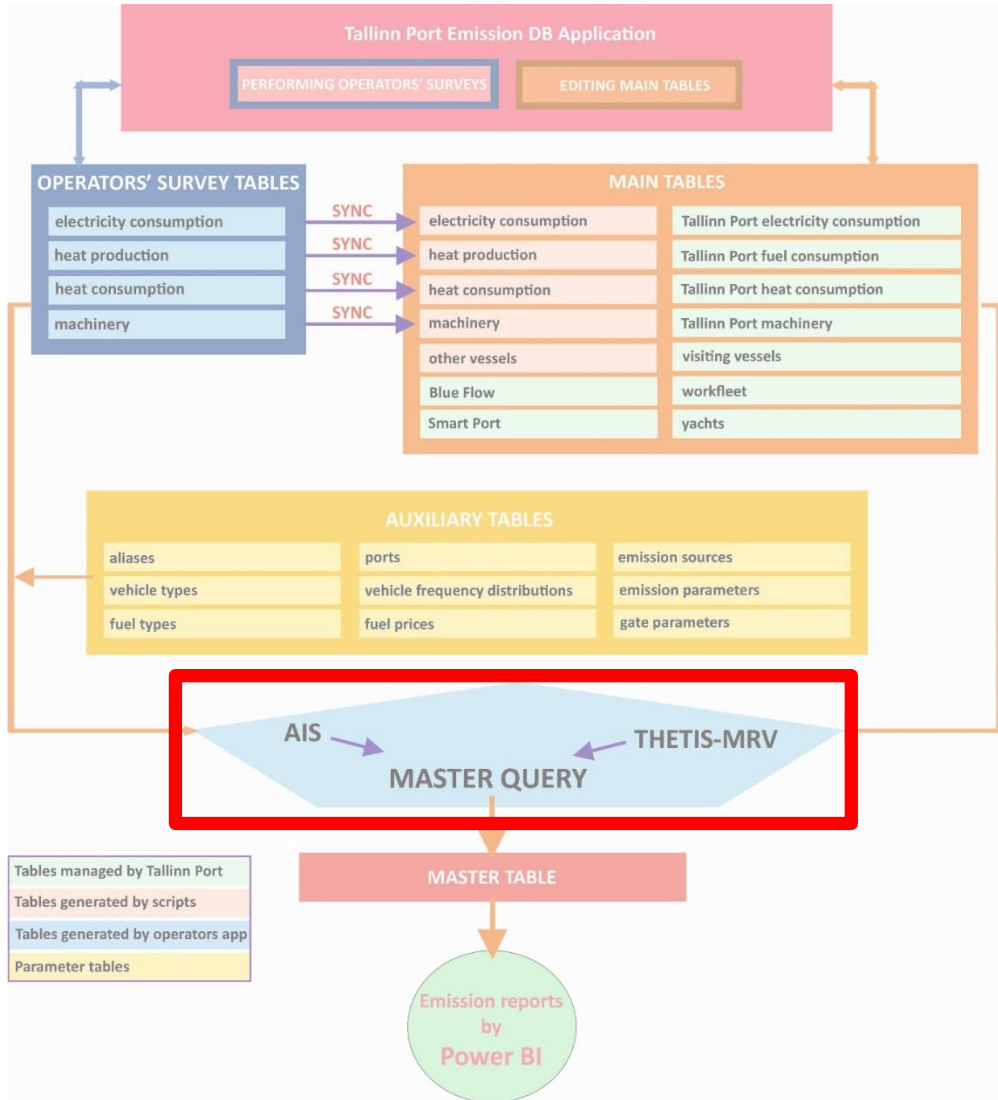 Tallinn Port Emission DB Application
PERFORMING OPERATORS' SURVEYS
EDITING MAIN TABLES
OPERATORS' SURVEY TABLES
electricity consumption
heat production
heat consumption
machinery
SYNC
SYNC
SYNC
SYNC
MAIN TABLES
electricity consumption
heat production
heat consumption
machinery
other vessels
Blue Flow
Smart Port
Tallinn Port electricity consumption
Tallinn Port fuel consumption
Tallinn Port heat consumption
Tallinn Port machinery
visiting vessels
workfleet
yachts
AUXILIARY TABLES
aliases
vehicle types
fuel types
ports
vehicle frequency distributions
fuel prices
emission sources
emission parameters
gate parameters
AIS
THETIS-MRV
MASTER QUERY
MASTER TABLE
Tables managed by Tallinn Port
Tables generated by scripts
Tables generated by operators app
Parameter tables
Emission reports
by
Power BI